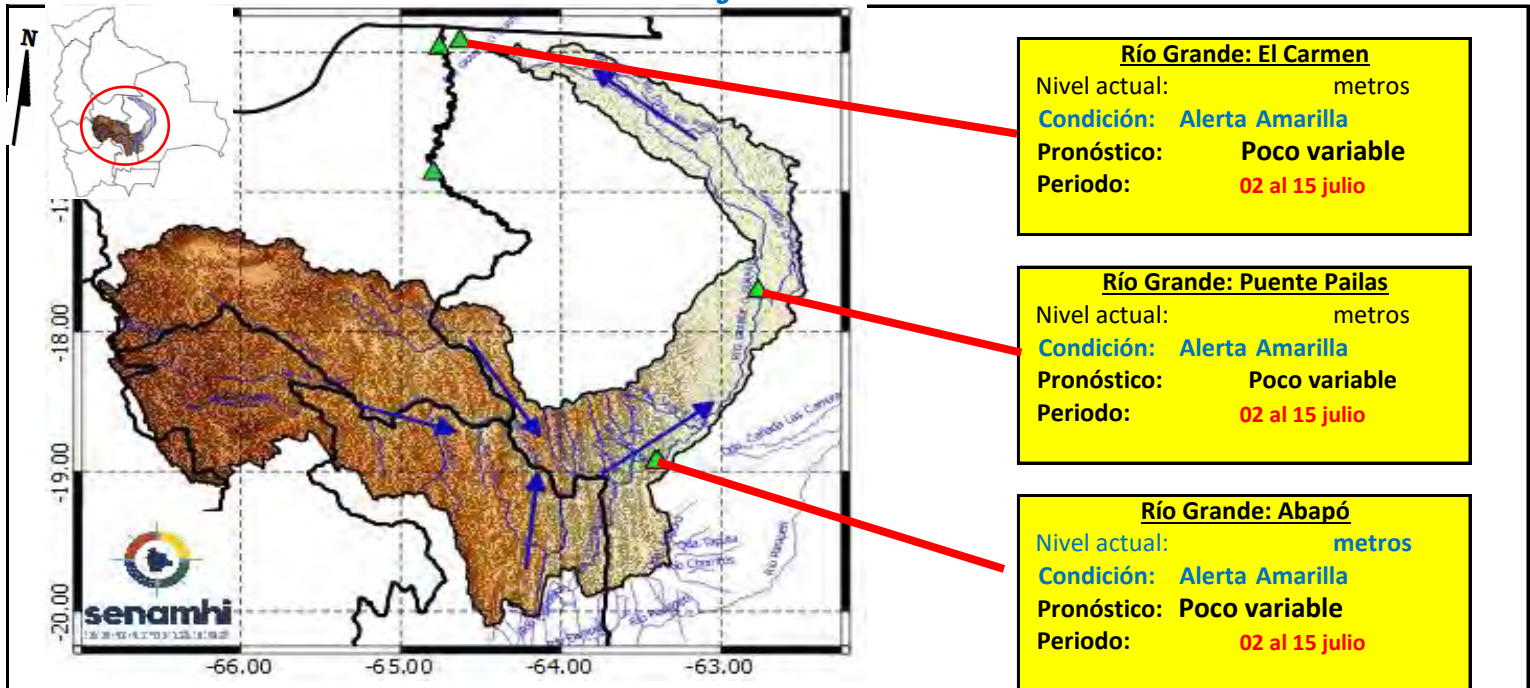 N
-17
-18.00
-19.00
-20.00
-66.00
-65.00
-64.00
-63.00
senamhi
Río Grande: El Carmen
Nivel actual: metros
Condición: Alerta Amarilla
Pronóstico: Poco variable
Periodo: 02 al 15 julio
Río Grande: Puente Pailas
Nivel actual: metros
Condición: Alerta Amarilla
Pronóstico: Poco variable
Periodo: 02 al 15 julio
Río Grande: Abapó
Nivel actual: metros
Condición: Alerta Amarilla
Pronóstico: Poco variable
Periodo: 02 al 15 julio